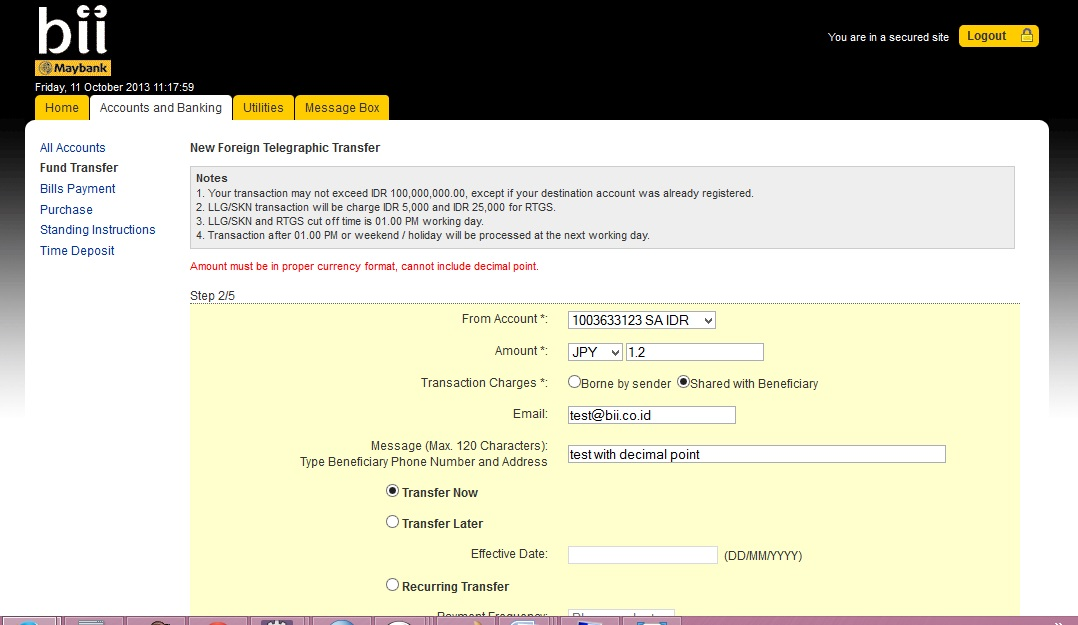 bii
Maybank
You are in a secured site Logout
Friday, 11 October 2013 11:17:59
Home Accounts and Banking Utilities Message Box
All Accounts
Fund Transfer
Bills Payment
Purchase
Standing Instructions
Time Deposit
New Foreign Telegraphic Transfer
Notes
1. Your transaction may not exceed IDR 100,000,000.00, except if your destination account was already registered.
2. LLG/SKN transaction will be charge IDR 5,000 and IDR 25,000 for RTGS.
3. LLG/SKN and RTGS cut off time is 01.00 PM working day.
4. Transaction after 01.00 PM or weekend / holiday will be processed at the next working day.
Amount must be in proper currency format, cannot include decimal point.
Step 2/5
From Account *: 1003633123 SA IDR
Amount *: JPY 1.2
Transaction Charges *: Borne by sender Shared with Beneficiary
Email: test@bii.co.id
Message (Max. 120 Characters):
Type Beneficiary Phone Number and Address test with decimal point
Transfer Now
Transfer Later
Effective Date: (DD/MM/YYYY)
Recurring Transfer
Payment Frequency: